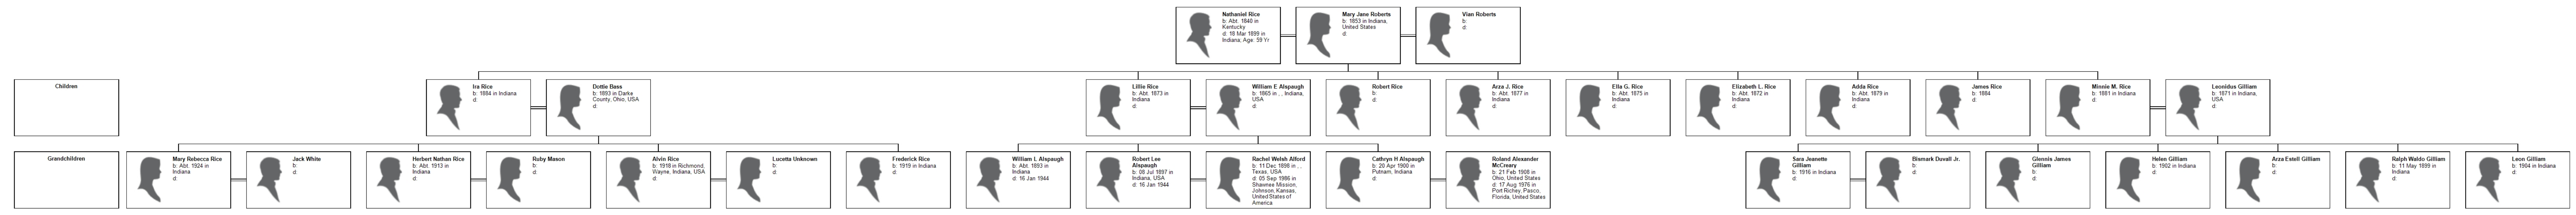 Nathaniel Rice
b: Abt. 1840 in
Kentucky
d: 18 Mar 1899 in
Indiana; Age: 59 Yr
Mary Jane Roberts
b: 1853 in Indiana,
United States
d:
Vian Roberts
b:
d:
Children
Ira Rice
b: 1884 in Indiana
d:
Dottie Bass
b: 1893 in Darke
County, Ohio, USA
d:
Lillie Rice
b: Abt. 1873 in
Indiana
d:
William E Alspaugh
b: 1865 in , , Indiana,
USA
d:
Robert Rice
b:
d:
Arza J. Rice
b: Abt. 1877 in
Indiana
d:
Ella G. Rice
b: Abt. 1875 in
Indiana
d:
Elizabeth L. Rice
b: Abt. 1872 in
Indiana
d:
Adda Rice
b: Abt. 1879 in
Indiana
d:
James Rice
b: 1884
d:
Minnie M. Rice
b: 1881 in Indiana
d:
Leonidus Gilliam
b: 1871 in Indiana,
USA
d:
Grandchildren
Mary Rebecca Rice
b: Abt. 1924 in
Indiana
d:
Jack White
b:
d:
Herbert Nathan Rice
b: Abt. 1913 in
Indiana
d:
Ruby Mason
b:
d:
Alvin Rice
b: 1918 in Richmond,
Wayne, Indiana, USA
d:
Lucetta Unknown
b:
d:
Frederick Rice
b: 1919 in Indiana
d:
William L Alspaugh
b: Abt. 1893 in
Indiana
d: 16 Jan 1944
Robert Lee
Alspaugh
b: 08 Jul 1897 in
Indiana, USA
d: 16 Jan 1944
Rachel Welsh Alford
b: 11 Dec 1898 in , ,
Texas, USA
d: 05 Sep 1996 in
Shawnee Mission,
Johnson, Kansas,
United States of
America
Cathryn H Alspaugh
b: 20 Apr 1900 in
Putnam, Indiana
d:
Roland Alexander
McCreary
b: 21 Feb 1908 in
Ohio, United States
d: 17 Aug 1976 in
Port Richey, Pasco,
Florida, United States
Sara Jeanette
Gilliam
b: 1916 in Indiana
d:
Bismark Duvall Jr.
b:
d:
Glennis James
Gilliam
b:
d:
Helen Gilliam
b: 1902 in Indiana
d:
Arza Estell Gilliam
b:
d:
Ralph Waldo Gilliam
b: 11 May 1899 in
Indiana
d:
Leon Gilliam
b: 1904 in Indiana
d: